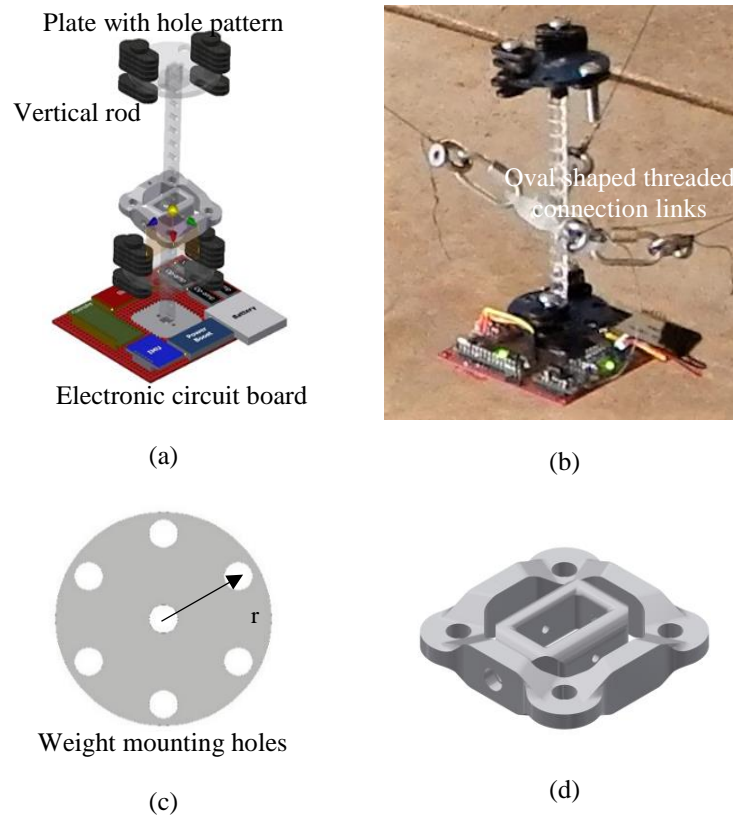 Plate with hole pattern
Vertical rod
Battery
Power
Boost
IMU
Electronic circuit board
(a)
Oval shaped threaded
connection links
(b)
r
Weight mounting holes
(c)
(d)